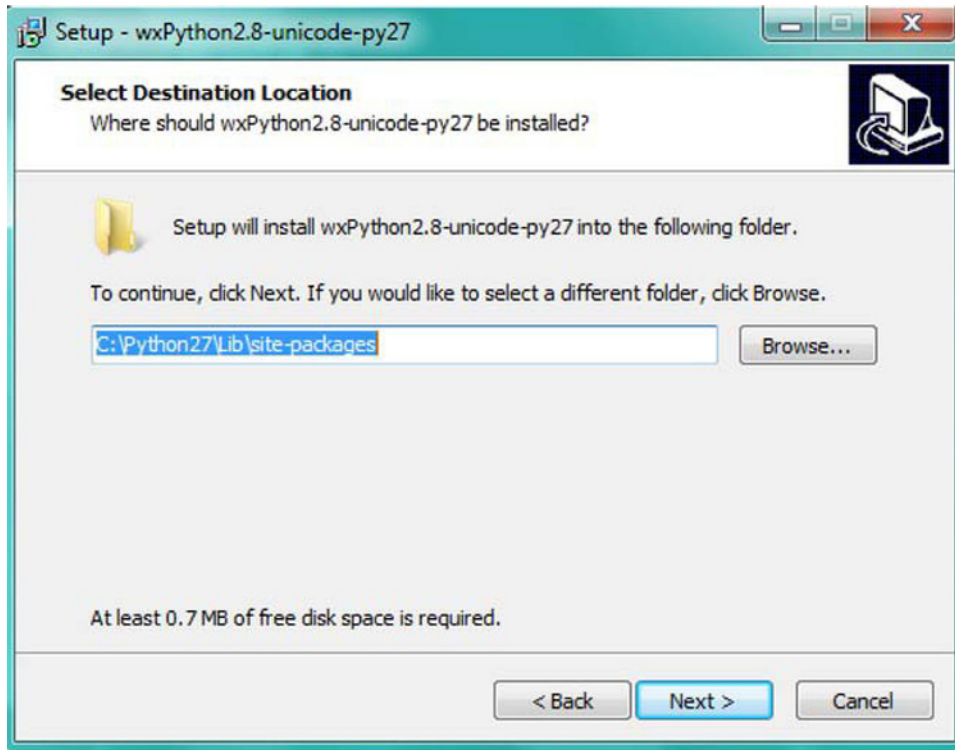 Setup - wxPython2.8-unicode-py27
Select Destination Location
Where should wxPython2.8-unicode-py27 be installed?
Setup will install wxPython2.8-unicode-py27 into the following folder.
To continue, click Next. If you would like to select a different folder, click Browse.
C:\Python27\Lib\site-packages
Browse...
At least 0.7 MB of free disk space is required.
< Back
Next >
Cancel